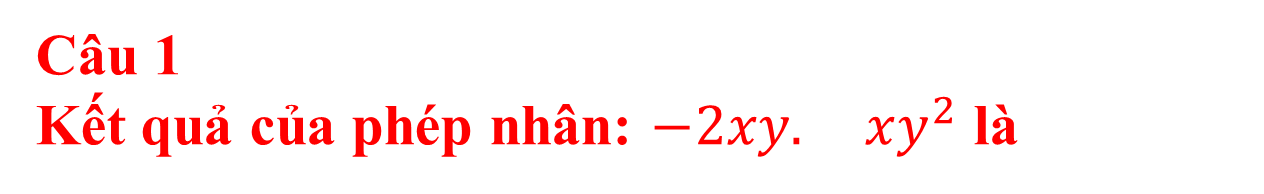 Câu 1
Kết quả của phép nhân: −2xy. xy² là